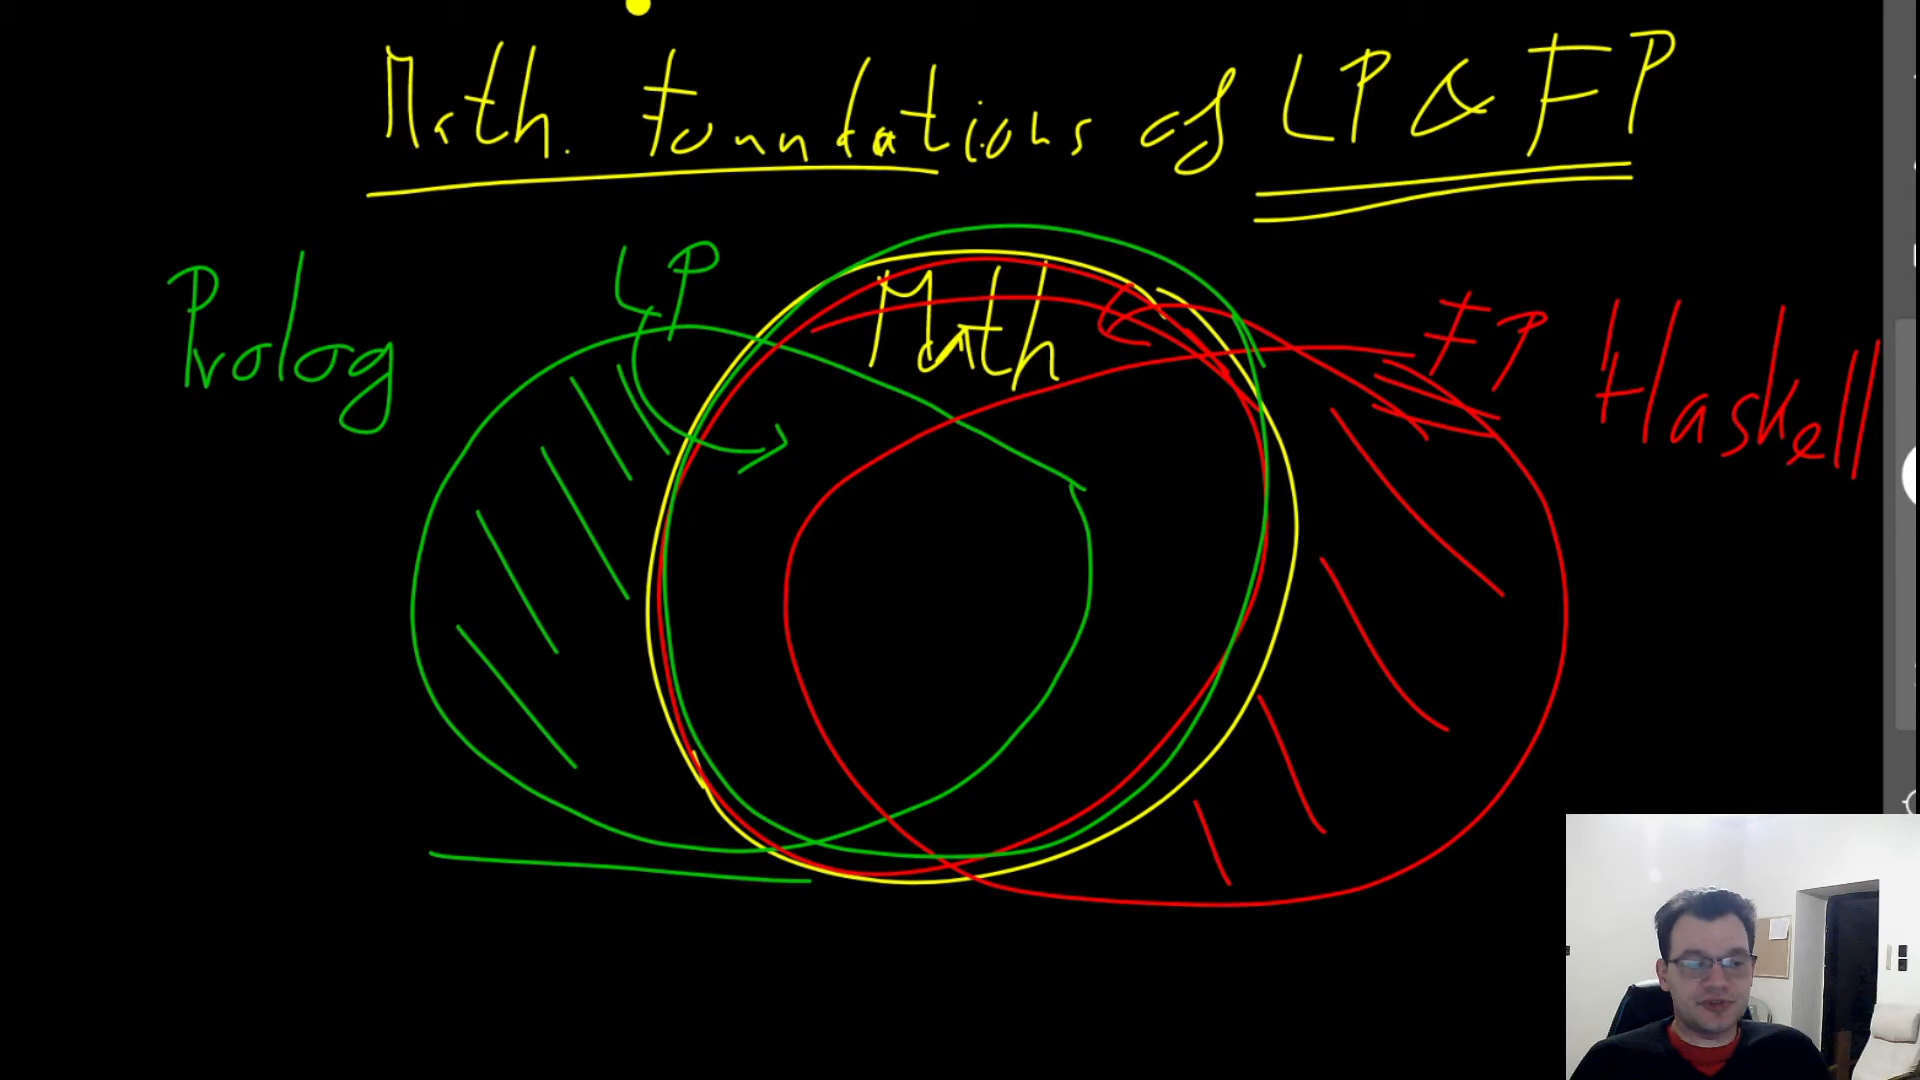 Math. Foundations of LP & FP
Prolog
LP
Math
FP
Haskell